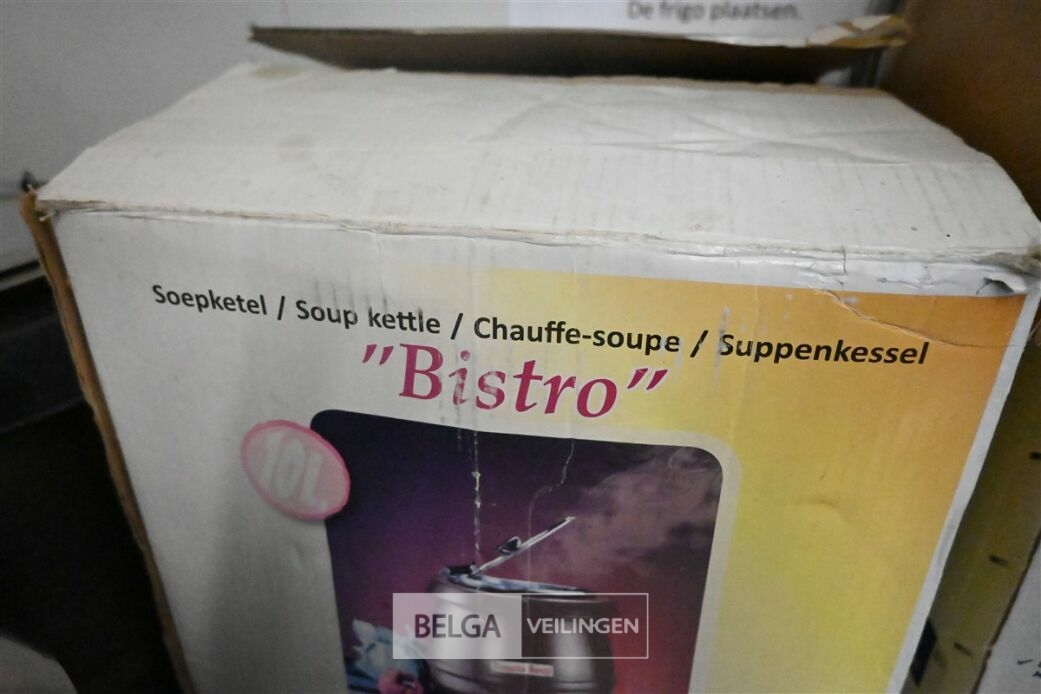 De frigo plaatsen.
Soepketel / Soup kettle / Chauffe-soupe / Suppenkessel
"Bistro"
10L
BELGA VEILINGEN